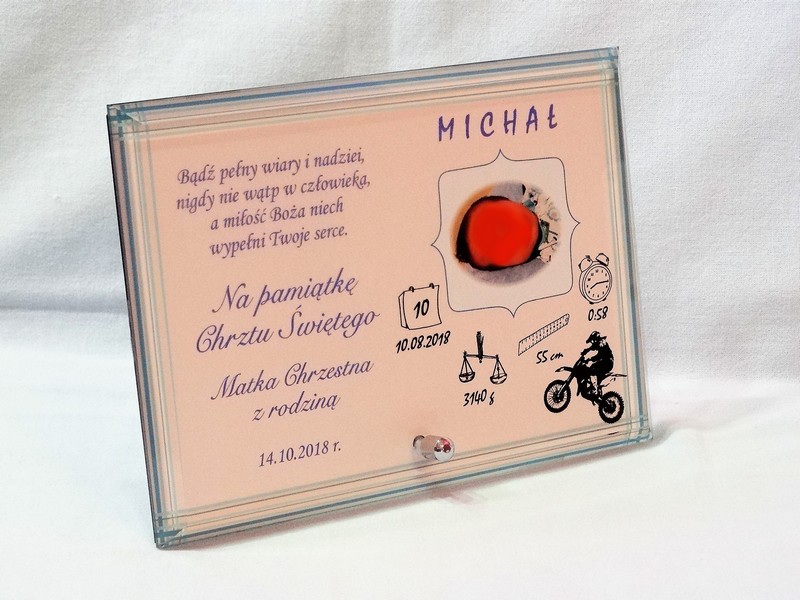 MICHAŁ
Bądź pełny wiary i nadziei,
nigdy nie wątp w człowieka,
a miłość Boża niech
wypełni Twoje serce.
Na pamiątkę
Chrztu Świętego
Matka Chrzestna
z rodziną
14.10.2018 r.
10
10.08.2018
3140 g
55 cm
0:58